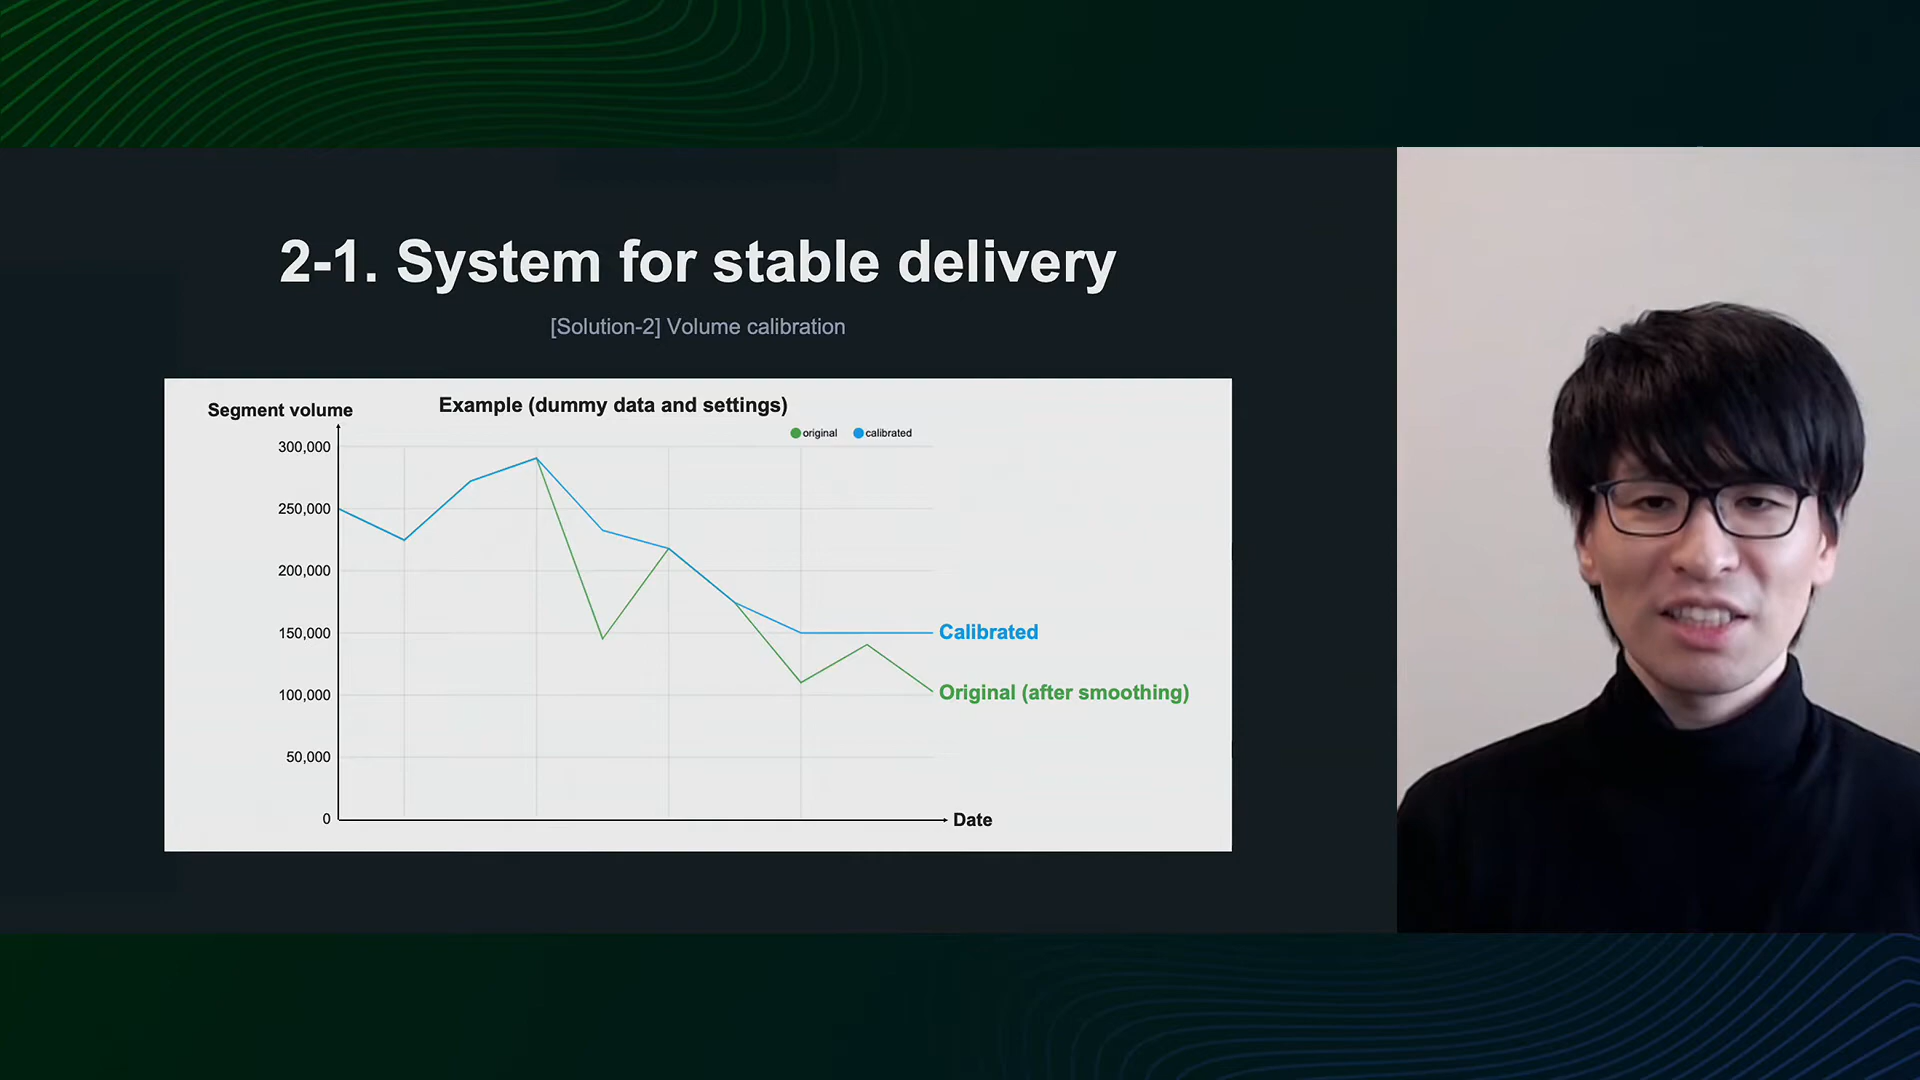 2-1. System for stable delivery
[Solution-2] Volume calibration
Segment volume
Example (dummy data and settings)
original
calibrated
300,000
250,000
200,000
150,000
100,000
50,000
0
Calibrated
Original (after smoothing)
Date